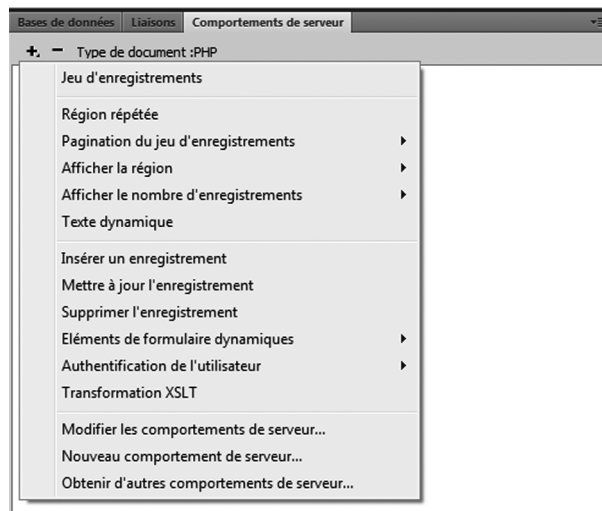 Bases de données Liaisons Comportements de serveur
Type de document :PHP
Jeu d'enregistrements
Région répétée
Pagination du jeu d'enregistrements
Afficher la région
Afficher le nombre d'enregistrements
Texte dynamique
Insérer un enregistrement
Mettre à jour l'enregistrement
Supprimer l'enregistrement
Eléments de formulaire dynamiques
Authentification de l'utilisateur
Transformation XSLT
Modifier les comportements de serveur...
Nouveau comportement de serveur...
Obtenir d'autres comportements de serveur...